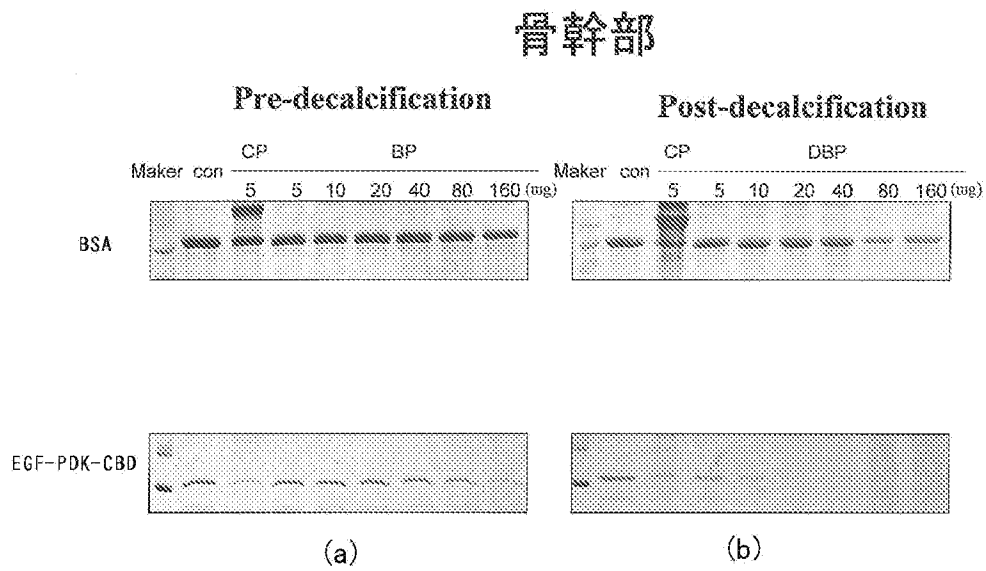 骨幹部
Pre-decalcification
Post-decalcification
CP BP
Maker con 5 5 10 20 40 80 160 (mg)
CP DBP
Maker con 5 5 10 20 40 80 160 (mg)
BSA
EGF-PDK-CBD
(a)
(b)